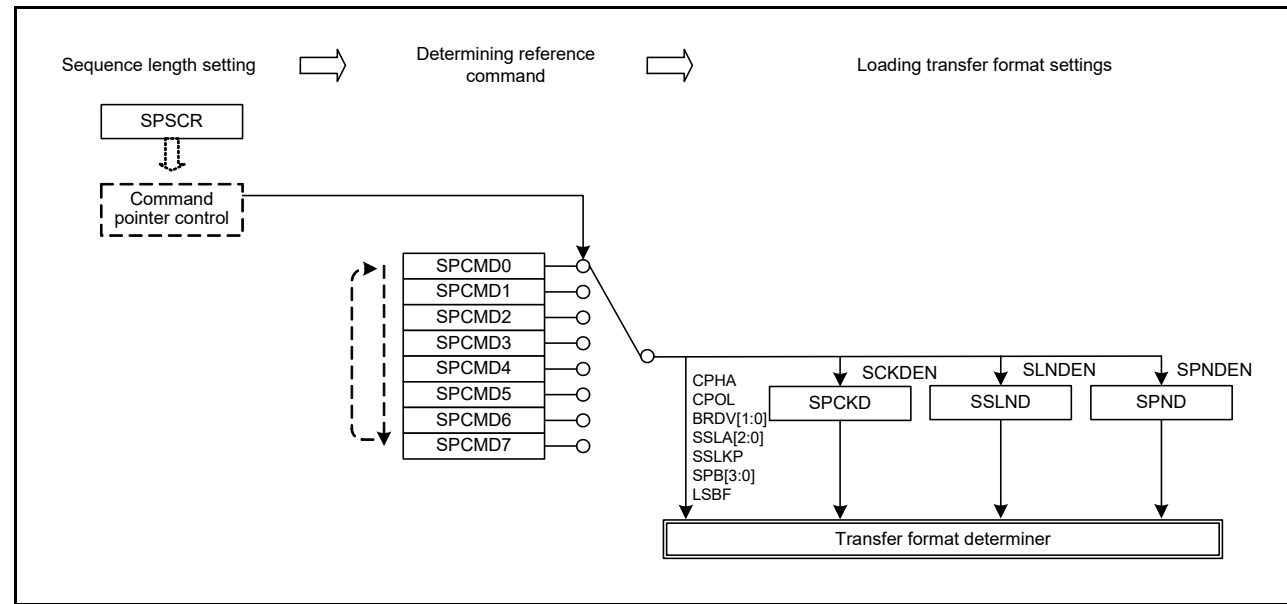 Sequence length setting
Determining reference
command
Loading transfer format settings
SPSCR
Command
pointer control
SPCMD0
SPCMD1
SPCMD2
SPCMD3
SPCMD4
SPCMD5
SPCMD6
SPCMD7
CPHA
CPOL
BRDV[1:0]
SSLA[2:0]
SSLKP
SPB[3:0]
LSBF
SCKDEN
SPCKD
SLNDEN
SSLND
SPNDEN
SPND
Transfer format determiner